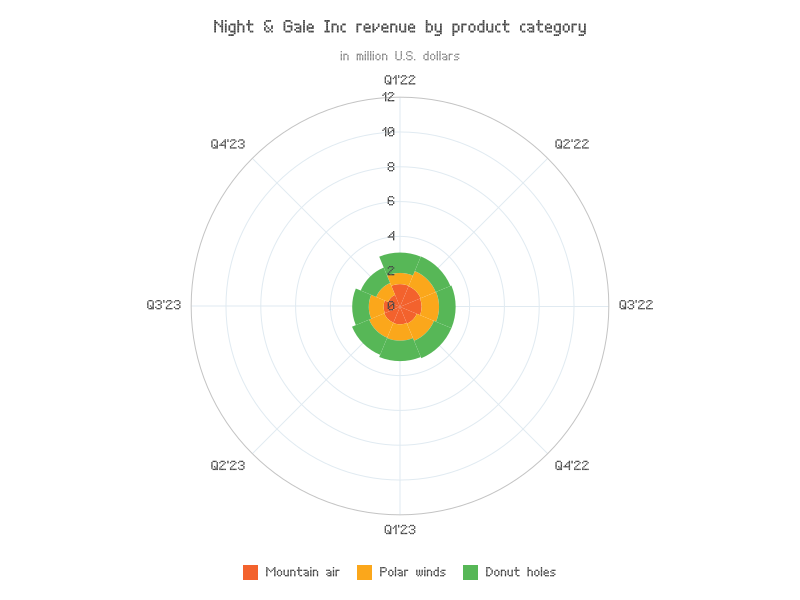 Night & Gale Inc revenue by product category
in million U.S. dollars
Q1'22
12
10
8
6
4
2
0
Q4'23
Q2'22
Q3'23
Q3'22
Q2'23
Q4'22
Q1'23
Mountain air
Polar winds
Donut holes